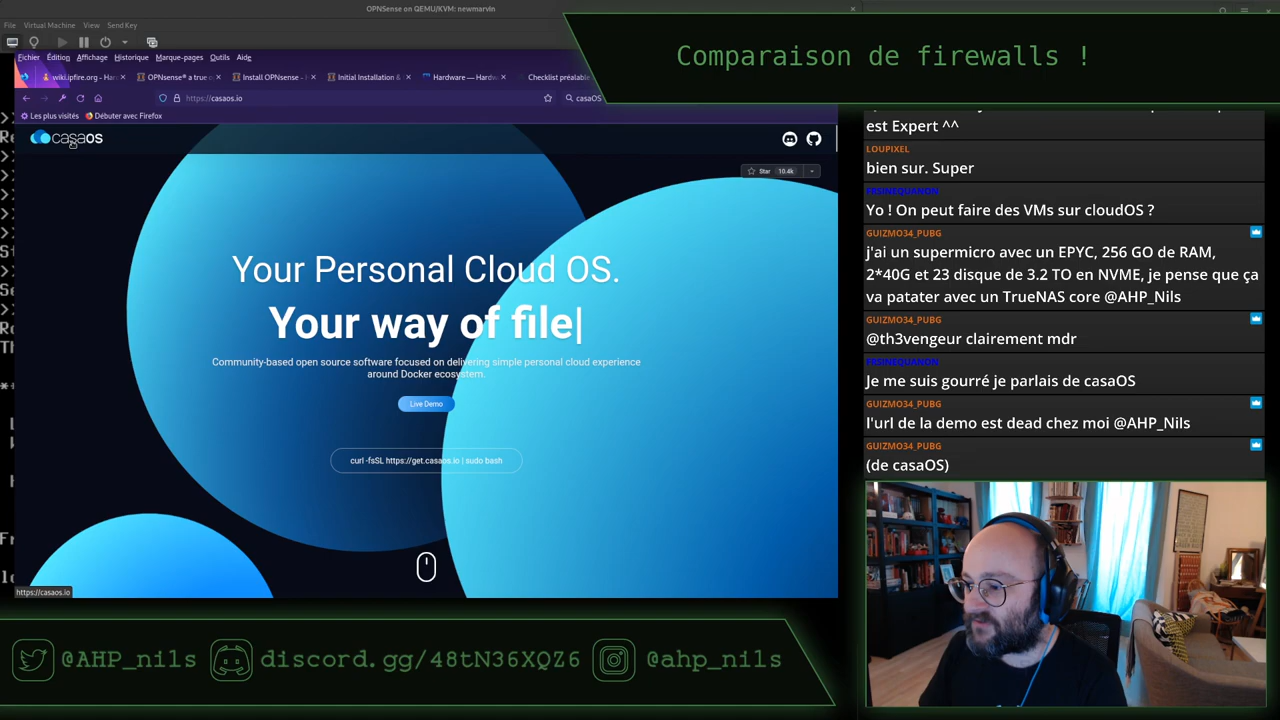 OPNSense on QEMU/KVM: newmarvin
File Virtual Machine View Send Key
Fichier Édition Affichage Historique Marque-pages Outils Aide
wiki.ipfire.org - Har
OPNsense® a true o
Install OPNsense -
Initial Installation &
Hardware — Hardw
Checklist préalable
https://casaos.io
casaOS
Les plus visités Débuter avec Firefox
casaos
Star 10.4k
Your Personal Cloud OS.
Your way of file|
Community-based open source software focused on delivering simple personal cloud experience
around Docker ecosystem.
Live Demo
curl -fsSL https://get.casaos.io | sudo bash
https://casaos.io
Comparaison de firewalls !
est Expert ^^
LOUPIXEL
bien sur. Super
FRSINEQUANON
Yo ! On peut faire des VMs sur cloudOS ?
GUIZMO34_PUBG
j'ai un supermicro avec un EPYC, 256 GO de RAM,
2*40G et 23 disque de 3.2 TO en NVME, je pense que ça
va patater avec un TrueNAS core @AHP_Nils
GUIZMO34_PUBG
@th3vengeur clairement mdr
FRSINEQUANON
Je me suis gourré je parlais de casaOS
GUIZMO34_PUBG
l'url de la demo est dead chez moi @AHP_Nils
GUIZMO34_PUBG
(de casaOS)
@AHP_nils discord.gg/48tN36XQZ6 @ahp_nils